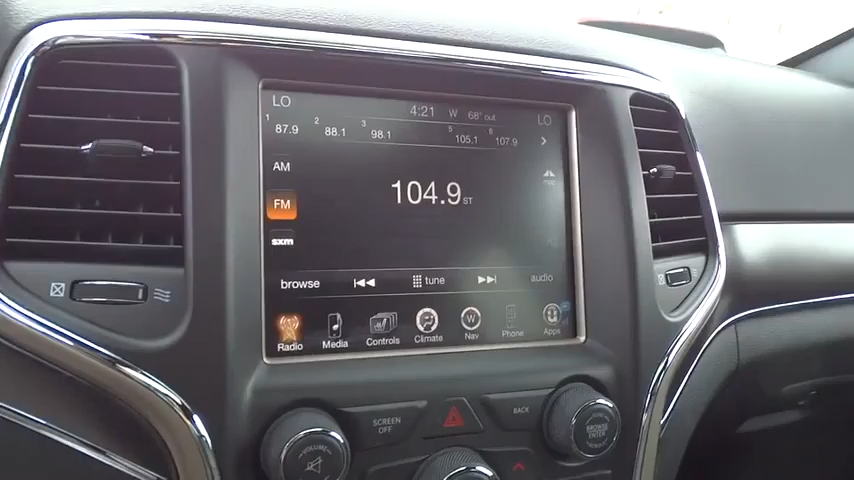 LO 4:21 W 68° out LO
1 87.9 2 88.1 3 98.1 5 105.1 6 107.9
AM
map
FM 104.9 ST
sxm
browse tune audio
Radio Media Controls Climate W Nav Phone Apps
SCREEN OFF BACK
VOLUME BROWSE ENTER